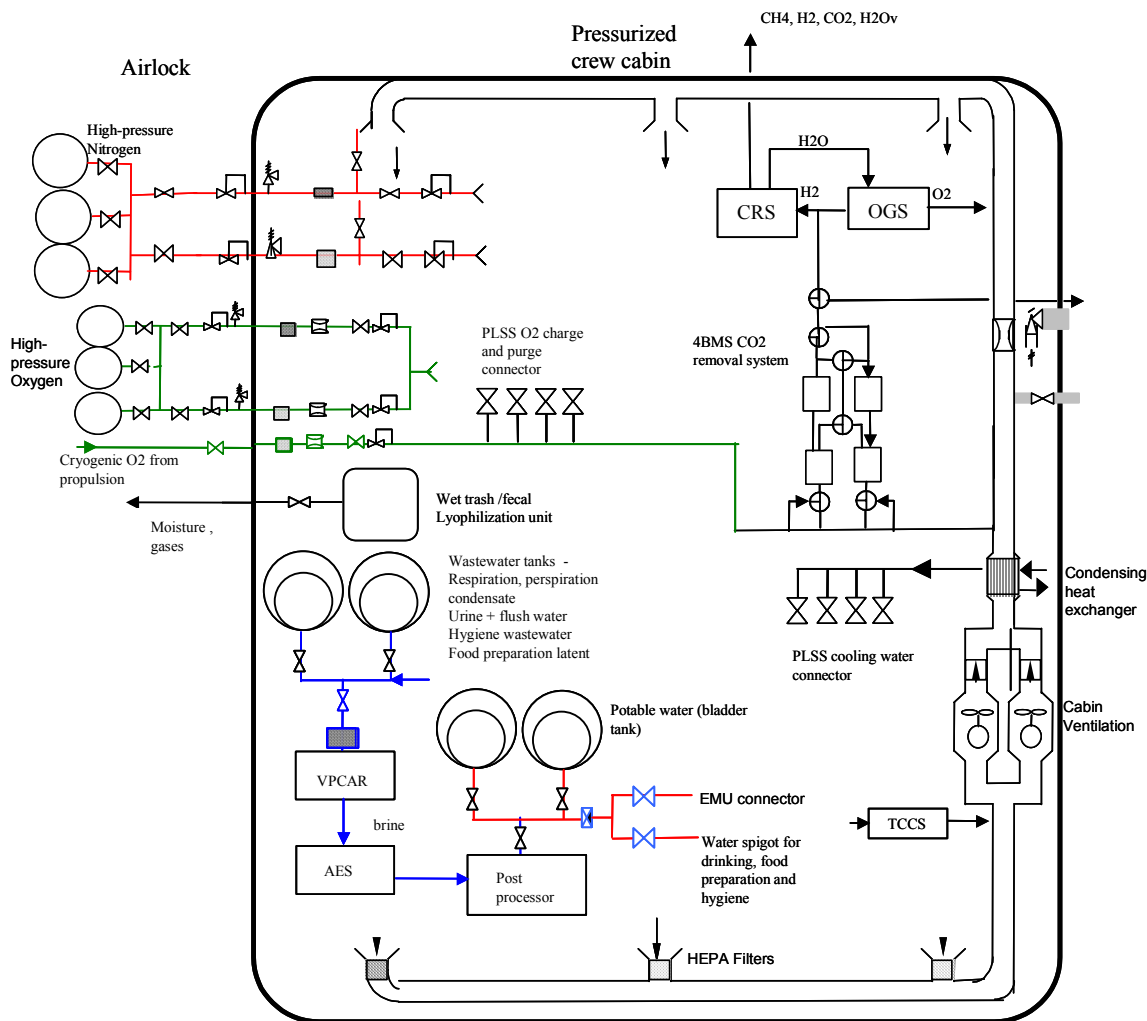 CH4, H2, CO2, H2Ov
Pressurized
crew cabin
Airlock
High-pressure
Nitrogen
H2O
H2
O2
CRS
OGS
High-
pressure
Oxygen
PLSS O2 charge
and purge
connector
4BMS CO2
removal system
Cryogenic O2 from
propulsion
Wet trash /fecal
Lyophilization unit
Moisture ,
gases
Wastewater tanks  -
Respiration, perspiration
condensate
Urine + flush water
Hygiene wastewater
Food preparation latent
Condensing
heat
exchanger
PLSS cooling water
connector
Cabin
Ventilation
Potable water (bladder
tank)
VPCAR
EMU connector
brine
TCCS
Water spigot for
drinking, food
preparation and
hygiene
AES
Post
processor
HEPA Filters